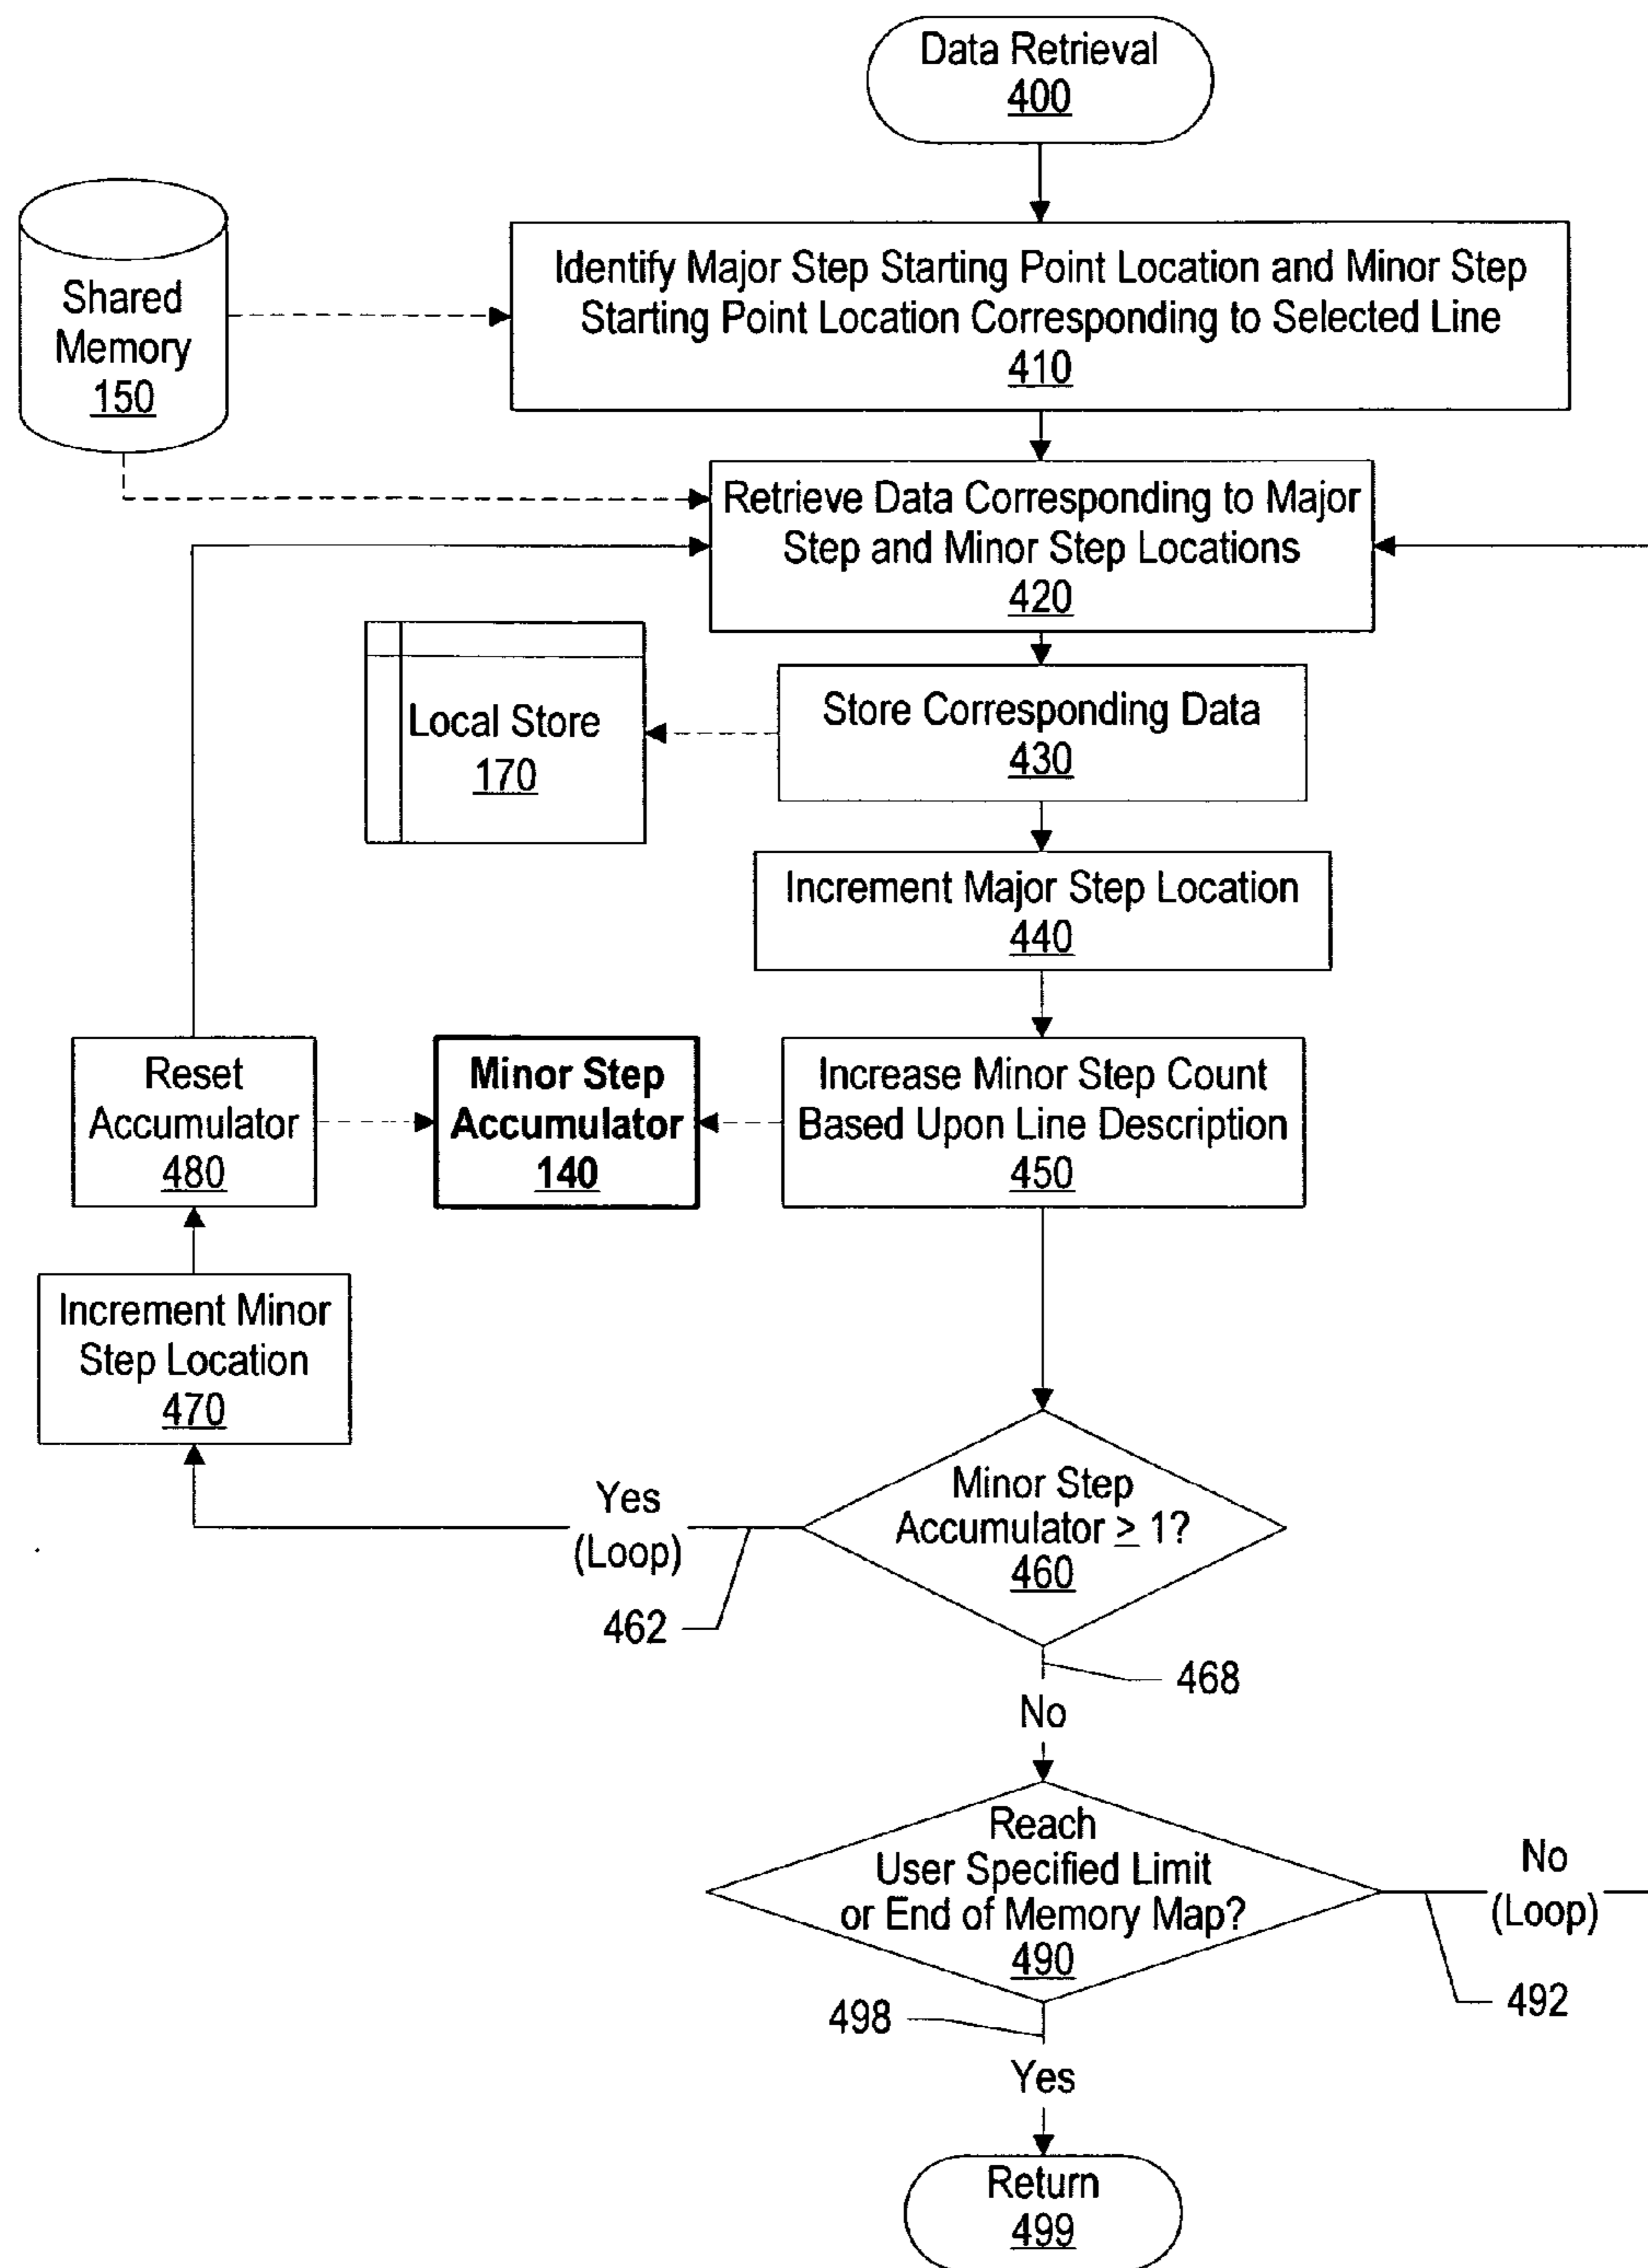 Data Retrieval
400
Shared
Memory
150
Identify Major Step Starting Point Location and Minor Step
Starting Point Location Corresponding to Selected Line
410
Retrieve Data Corresponding to Major
Step and Minor Step Locations
420
Local Store
170
Store Corresponding Data
430
Increment Major Step Location
440
Reset
Accumulator
480
Minor Step
Accumulator
140
Increase Minor Step Count
Based Upon Line Description
450
Increment Minor
Step Location
470
Yes
(Loop)
462
Minor Step
Accumulator ≥ 1?
460
468
No
Reach
User Specified Limit
or End of Memory Map?
490
No
(Loop)
492
498
Yes
Return
499